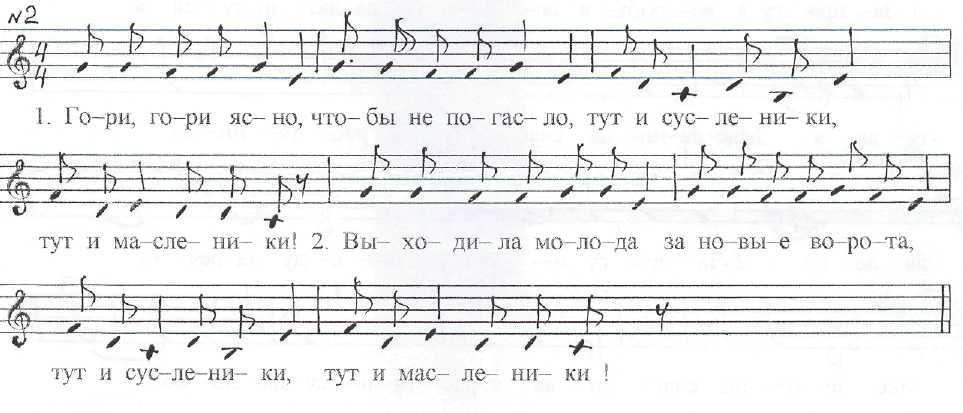 №2
4
4
1. Го–ри, го–ри яс–но, что–бы не по–гас–ло, тут и сус–ле–ни–ки,
тут и ма–сле–ни–ки! 2. Вы–хо–ди–ла мо–ло–да за но–вы–е во–ро–та,
тут и сус–ле–ни–ки, тут и мас–ле–ни–ки !